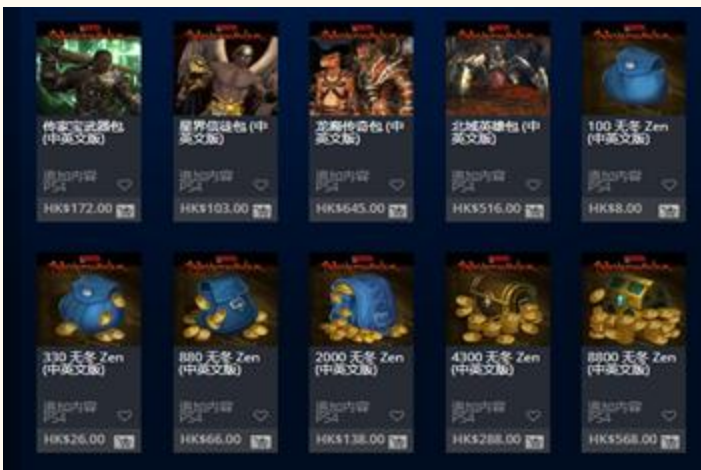 传家宝武器包
(中英文版)
追加内容
PS4
HK$172.00
星界信徒包 (中
英文版)
追加内容
PS4
HK$103.00
龙裔传奇包 (中
英文版)
追加内容
PS4
HK$645.00
北域英雄包 (中
英文版)
追加内容
PS4
HK$516.00
100 无冬 Zen
(中英文版)
追加内容
PS4
HK$8.00
330 无冬 Zen
(中英文版)
追加内容
PS4
HK$26.00
880 无冬 Zen
(中英文版)
追加内容
PS4
HK$66.00
2000 无冬 Zen
(中英文版)
追加内容
PS4
HK$138.00
4300 无冬 Zen
(中英文版)
追加内容
PS4
HK$288.00
8800 无冬 Zen
(中英文版)
追加内容
PS4
HK$568.00